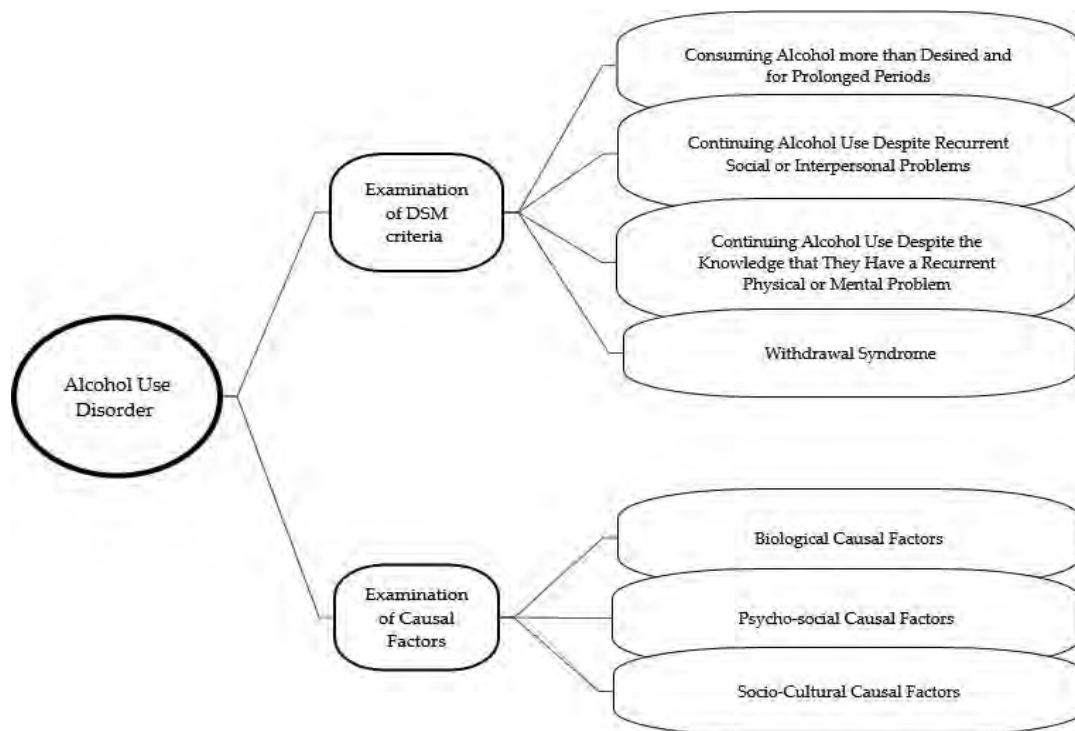 Alcohol Use
Disorder
Examination
of DSM
criteria
Consuming Alcohol more than Desired and
for Prolonged Periods
Continuing Alcohol Use Despite Recurrent
Social or Interpersonal Problems
Continuing Alcohol Use Despite the
Knowledge that They Have a Recurrent
Physical or Mental Problem
Withdrawal Syndrome
Examination
of Causal
Factors
Biological Causal Factors
Psycho-social Causal Factors
Socio-Cultural Causal Factors